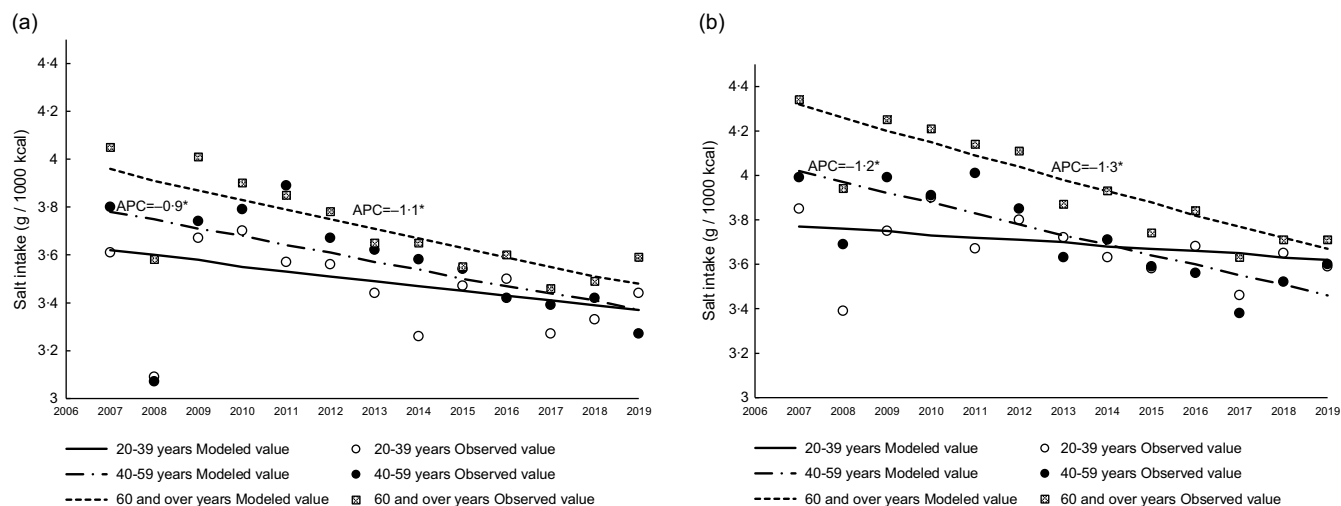 (a)
Salt intake (g / 1000 kcal)
4·4
4·2
4
3·8
3·6
3·4
3·2
3
APC=–0·9*
APC=–1·1*
2006 2007 2008 2009 2010 2011 2012 2013 2014 2015 2016 2017 2018 2019
20-39 years Modeled value
20-39 years Observed value
40-59 years Modeled value
40-59 years Observed value
60 and over years Modeled value
60 and over years Observed value
(b)
Salt intake (g / 1000 kcal)
4·4
4·2
4
3·8
3·6
3·4
3·2
3
APC=–1·2*
APC=–1·3*
2006 2007 2008 2009 2010 2011 2012 2013 2014 2015 2016 2017 2018 2019
20-39 years Modeled value
20-39 years Observed value
40-59 years Modeled value
40-59 years Observed value
60 and over years Modeled value
60 and over years Observed value